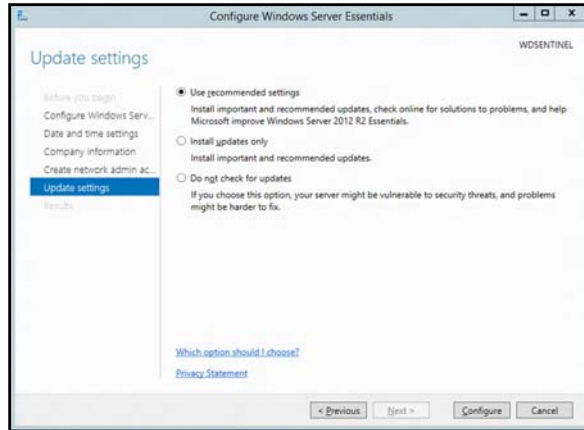 Configure Windows Server Essentials
WDSENTINEL
Update settings
Before you begin
Configure Windows Serv...
Date and time settings
Company information
Create network admin ac...
Update settings
Results
Use recommended settings
Install important and recommended updates, check online for solutions to problems, and help
Microsoft improve Windows Server 2012 R2 Essentials.
Install updates only
Install important and recommended updates.
Do not check for updates
If you choose this option, your server might be vulnerable to security threats, and problems
might be harder to fix.
Which option should I choose?
Privacy Statement
< Previous
Next >
Configure
Cancel